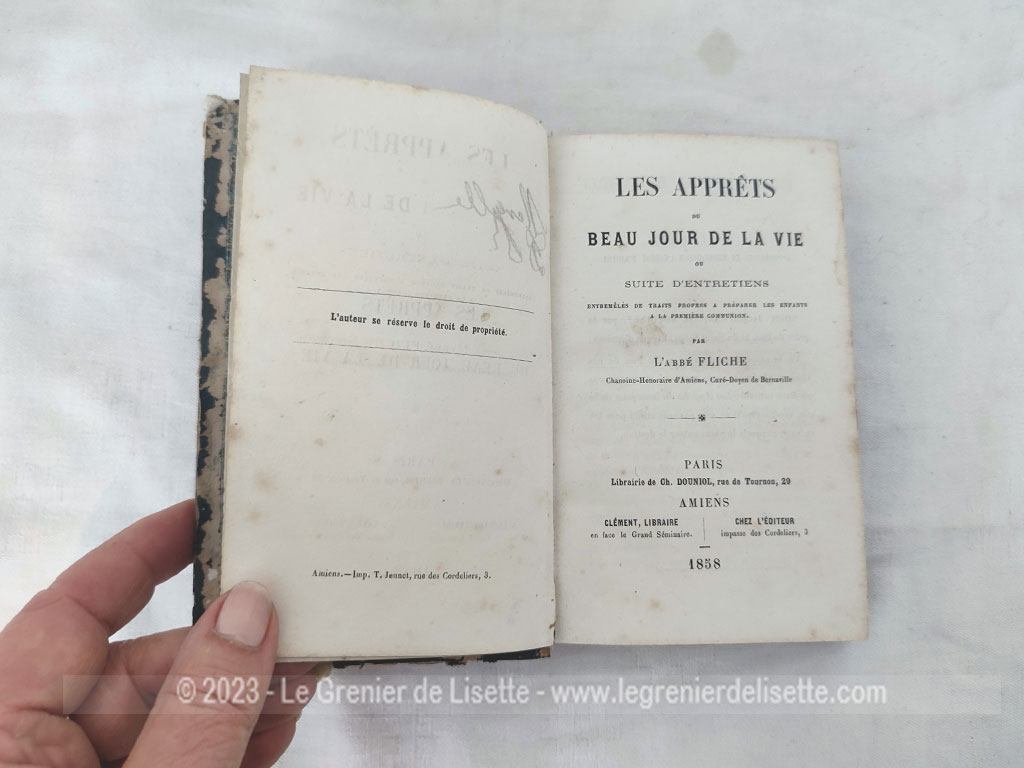 L'auteur se réserve le droit de propriété.
Amiens.—Imp. T. Jeunet, rue des Cordeliers, 3.
LES APPRÊTS
DU
BEAU JOUR DE LA VIE
OU
SUITE D'ENTRETIENS
ENTREMÊLÉS DE TRAITS PROPRES A PRÉPARER LES ENFANTS
A LA PREMIÈRE COMMUNION.
PAR
L'ABBÉ FLICHE
Chanoine-Honoraire d'Amiens, Curé-Doyen de Bernaville
PARIS
Librairie de Ch. DOUNIOL, rue de Tournon, 29
AMIENS
CLÉMENT, LIBRAIRE
en face le Grand Séminaire.
CHEZ L'ÉDITEUR
impasse des Cordeliers, 3
1858
© 2023 - Le Grenier de Lisette - www.legrenierdelisette.com